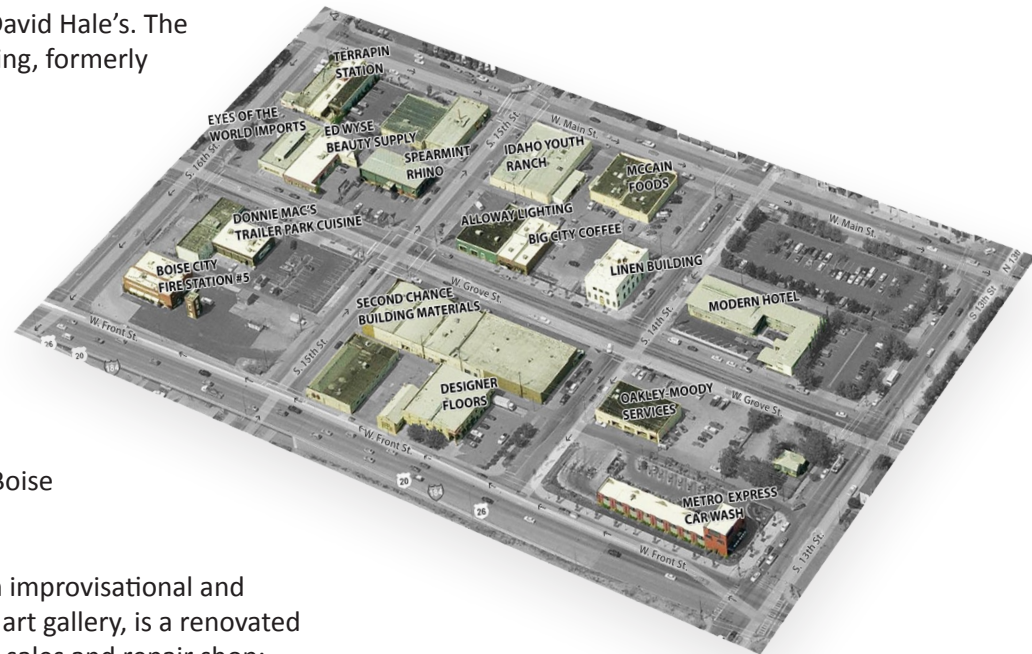 David Hale’s. The
ing, formerly
TERRAPIN
STATION
EYES OF THE
WORLD IMPORTS
ED WYSE
BEAUTY SUPPLY
SPEARMINT
RHINO
S. 15th St.
W. Main St.
IDAHO YOUTH
RANCH
MCCAIN
FOODS
W. Main St.
S. 16th St.
DONNIE MAC'S
TRAILER PARK CUISINE
ALLOWAY LIGHTING
BIG CITY COFFEE
LINEN BUILDING
BOISE CITY
FIRE STATION #5
W. Grove St.
SECOND CHANCE
BUILDING MATERIALS
MODERN HOTEL
S. 13th St
S. 14th St.
W. Front St.
26
20
S. 15th St.
DESIGNER
FLOORS
OAKLEY-MOODY
SERVICES
W. Grove St.
W. Front St.
20
26
METRO EXPRESS
CAR WASH
W. Front St.
S. 13th St.
Boise
improvisational and
art gallery, is a renovated
sales and repair shop;